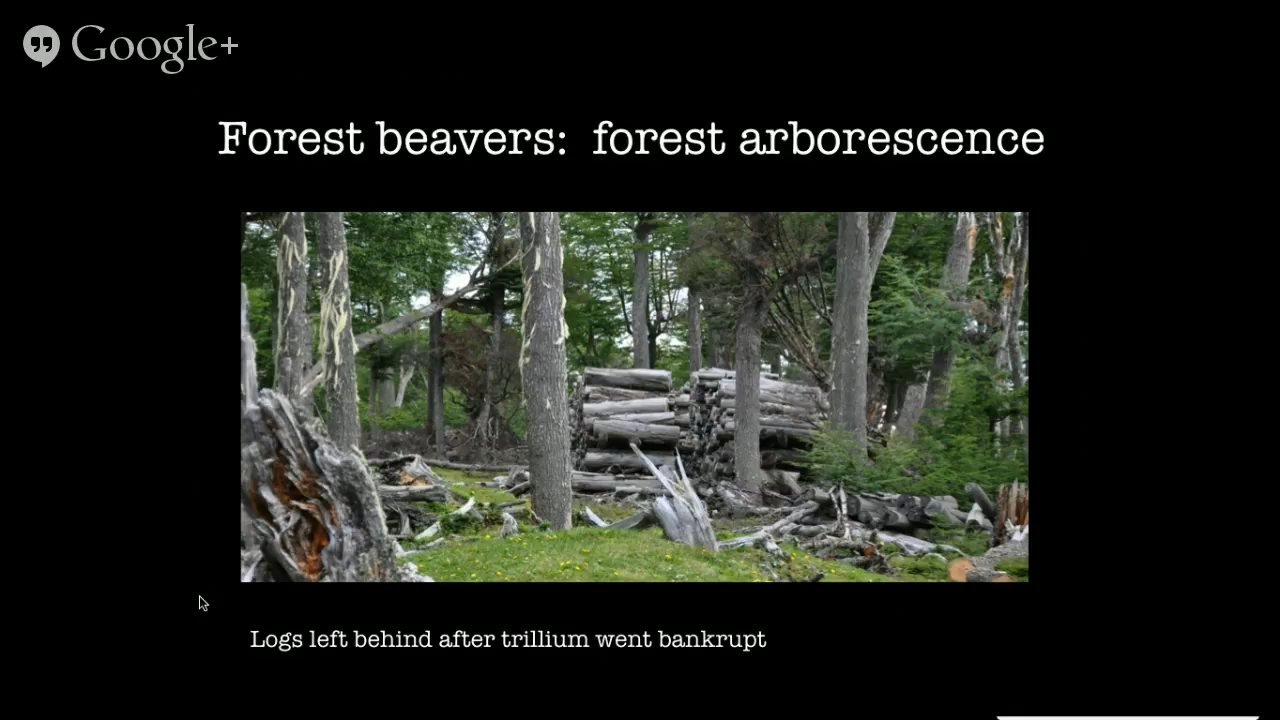 Google+
Forest beavers: forest arborescence
Logs left behind after trillium went bankrupt